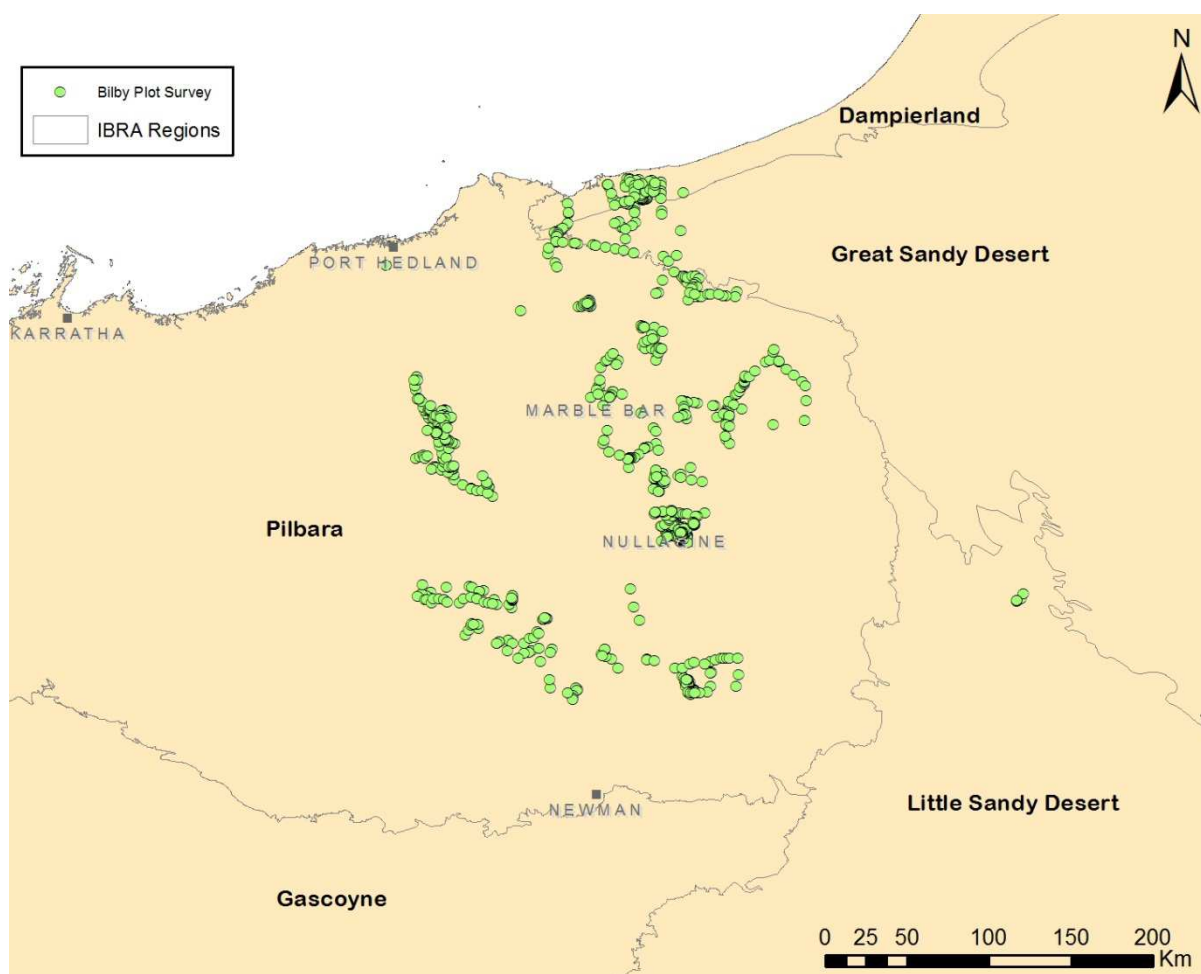 N
Bilby Plot Survey
IBRA Regions
Dampierland
Great Sandy Desert
PORT HEDLAND
KARRATHA
MARBLE BAR
Pilbara
NULLAGINE
Little Sandy Desert
NEWMAN
Gascoyne
0 25 50 100 150 200
Km